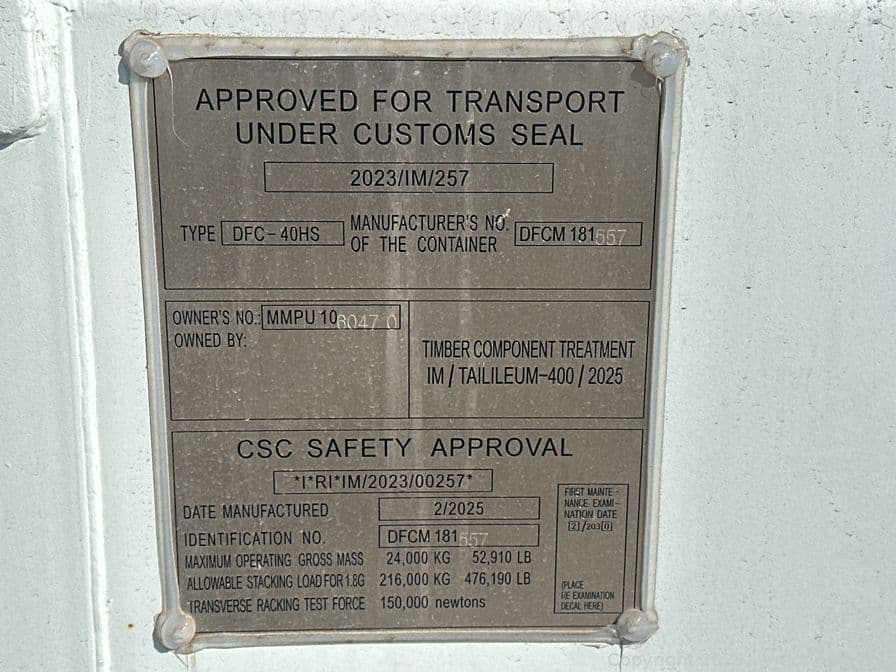 APPROVED FOR TRANSPORT
UNDER CUSTOMS SEAL
2023/IM/257
TYPE DFC-40HS MANUFACTURER'S NO. OF THE CONTAINER DFCM 181557
OWNER'S NO.: MMPU 106047 0
OWNED BY:
TIMBER COMPONENT TREATMENT
IM / TAILILEUM-400 / 2025
CSC SAFETY APPROVAL
*I*RI*IM/2023/00257*
DATE MANUFACTURED 2/2025
IDENTIFICATION NO. DFCM 181557
MAXIMUM OPERATING GROSS MASS 24,000 KG 52,910 LB
ALLOWABLE STACKING LOAD FOR 1.8G 216,000 KG 476,190 LB
TRANSVERSE RACKING TEST FORCE 150,000 newtons
FIRST MAINTE-
NANCE EXAMI-
NATION DATE
2/2030
(PLACE
RE EXAMINATION
DECAL HERE)
Copyright